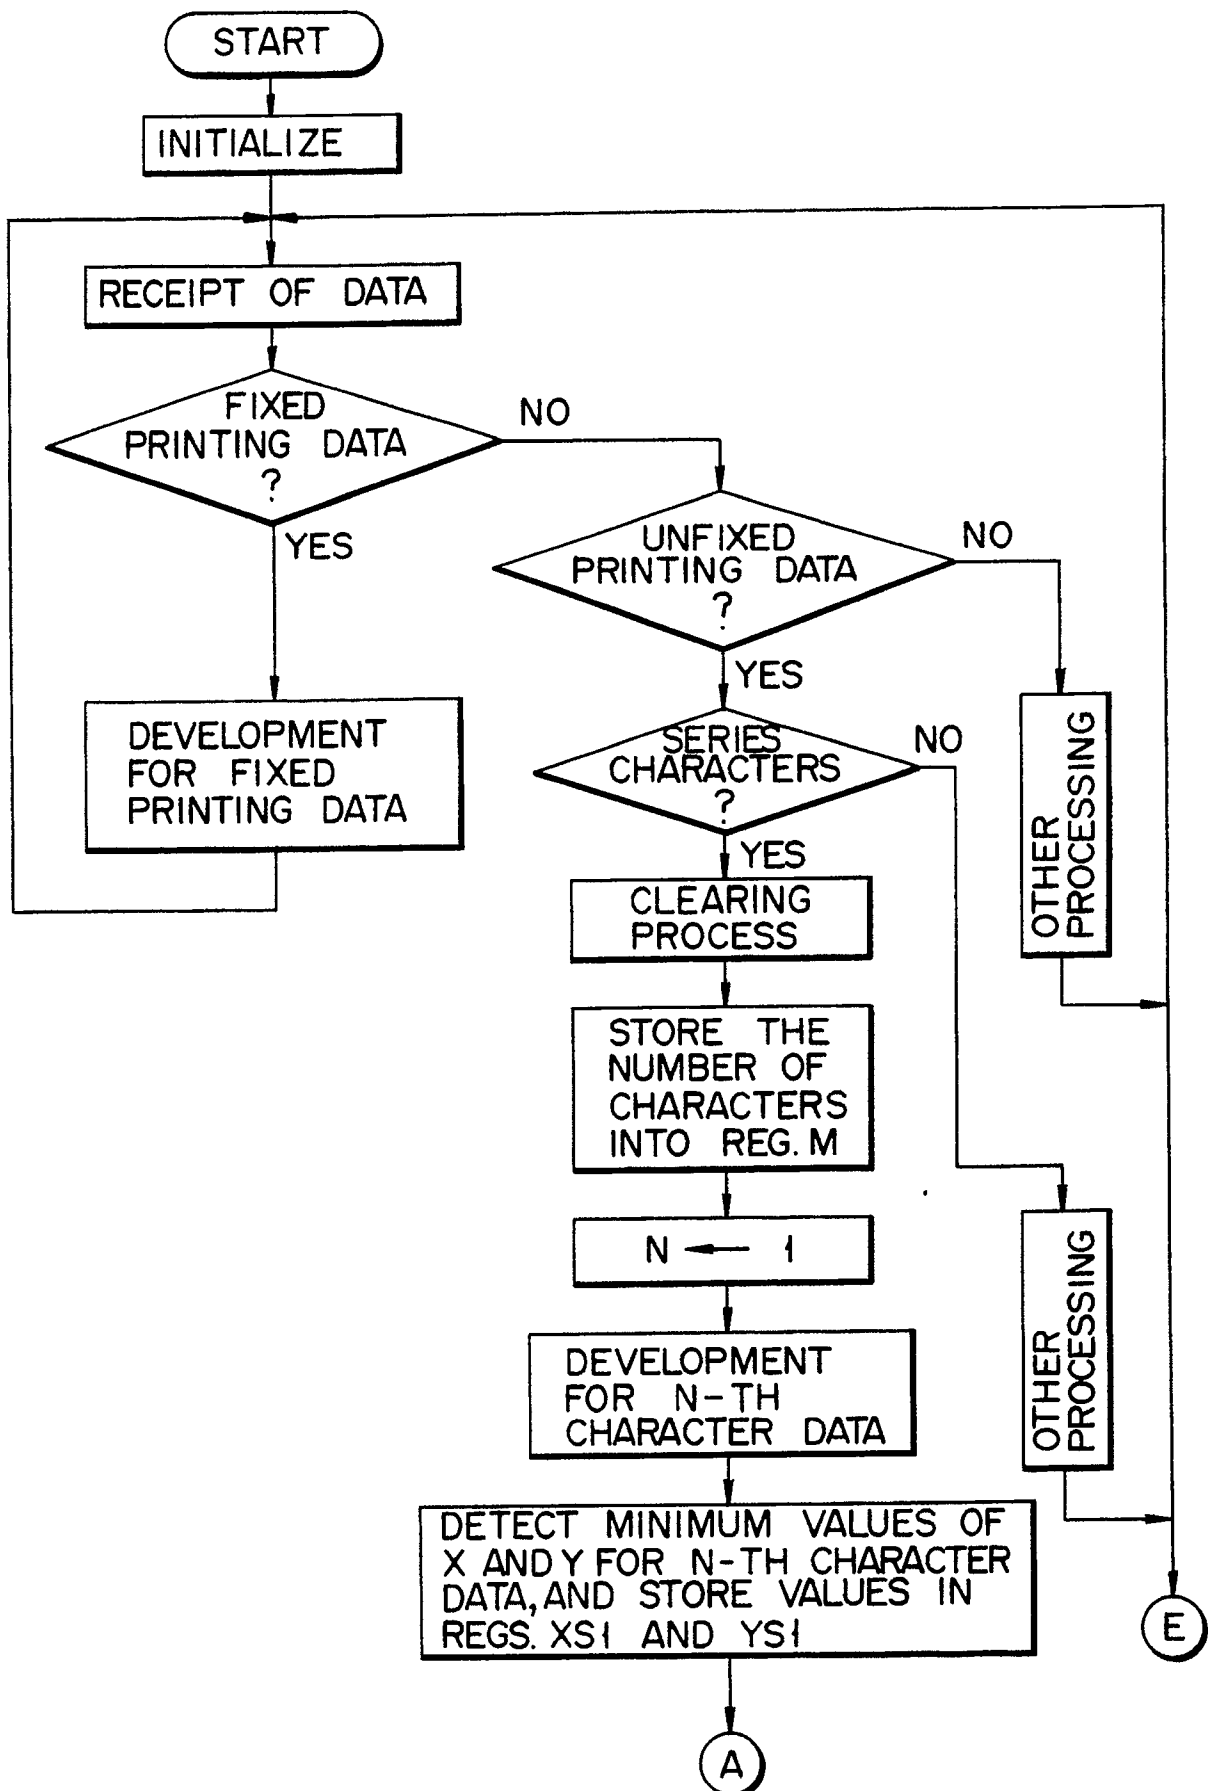 START
INITIALIZE
RECEIPT OF DATA
FIXED
PRINTING DATA
?
NO
YES
UNFIXED
PRINTING DATA
?
NO
YES
DEVELOPMENT
FOR FIXED
PRINTING DATA
SERIES
CHARACTERS
?
NO
YES
OTHER
PROCESSING
CLEARING
PROCESS
STORE THE
NUMBER OF
CHARACTERS
INTO REG. M
N ← 1
OTHER
PROCESSING
DEVELOPMENT
FOR N-TH
CHARACTER DATA
DETECT MINIMUM VALUES OF
X AND Y FOR N-TH CHARACTER
DATA, AND STORE VALUES IN
REGS. XS1 AND YS1
E
A